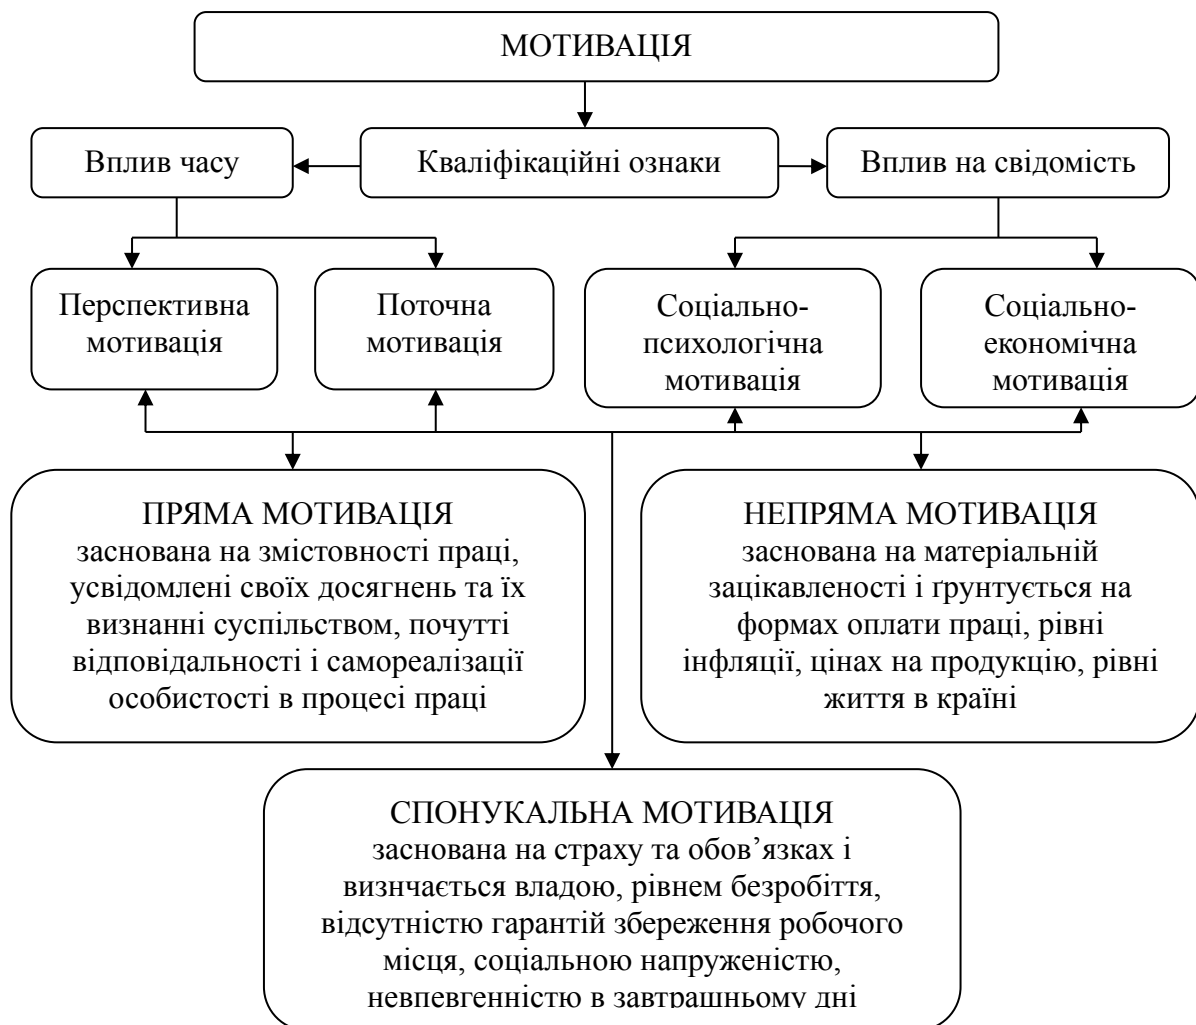 МОТИВАЦІЯ
Вплив часу
Кваліфікаційні ознаки
Вплив на свідомість
Перспективна
мотивація
Поточна
мотивація
Соціально-
психологічна
мотивація
Соціально-
економічна
мотивація
ПРЯМА МОТИВАЦІЯ
заснована на змістовності праці,
усвідомлені своїх досягнень та їх
визнанні суспільством, почутті
відповідальності і самореалізації
особистості в процесі праці
НЕПРЯМА МОТИВАЦІЯ
заснована на матеріальній
зацікавленості і ґрунтується на
формах оплати праці, рівні
інфляції, цінах на продукцію, рівні
життя в країні
СПОНУКАЛЬНА МОТИВАЦІЯ
заснована на страху та обов’язках і
визнчається владою, рівнем безробіття,
відсутністю гарантій збереження робочого
місця, соціальною напруженістю,
невпевгенністю в завтрашньому дні